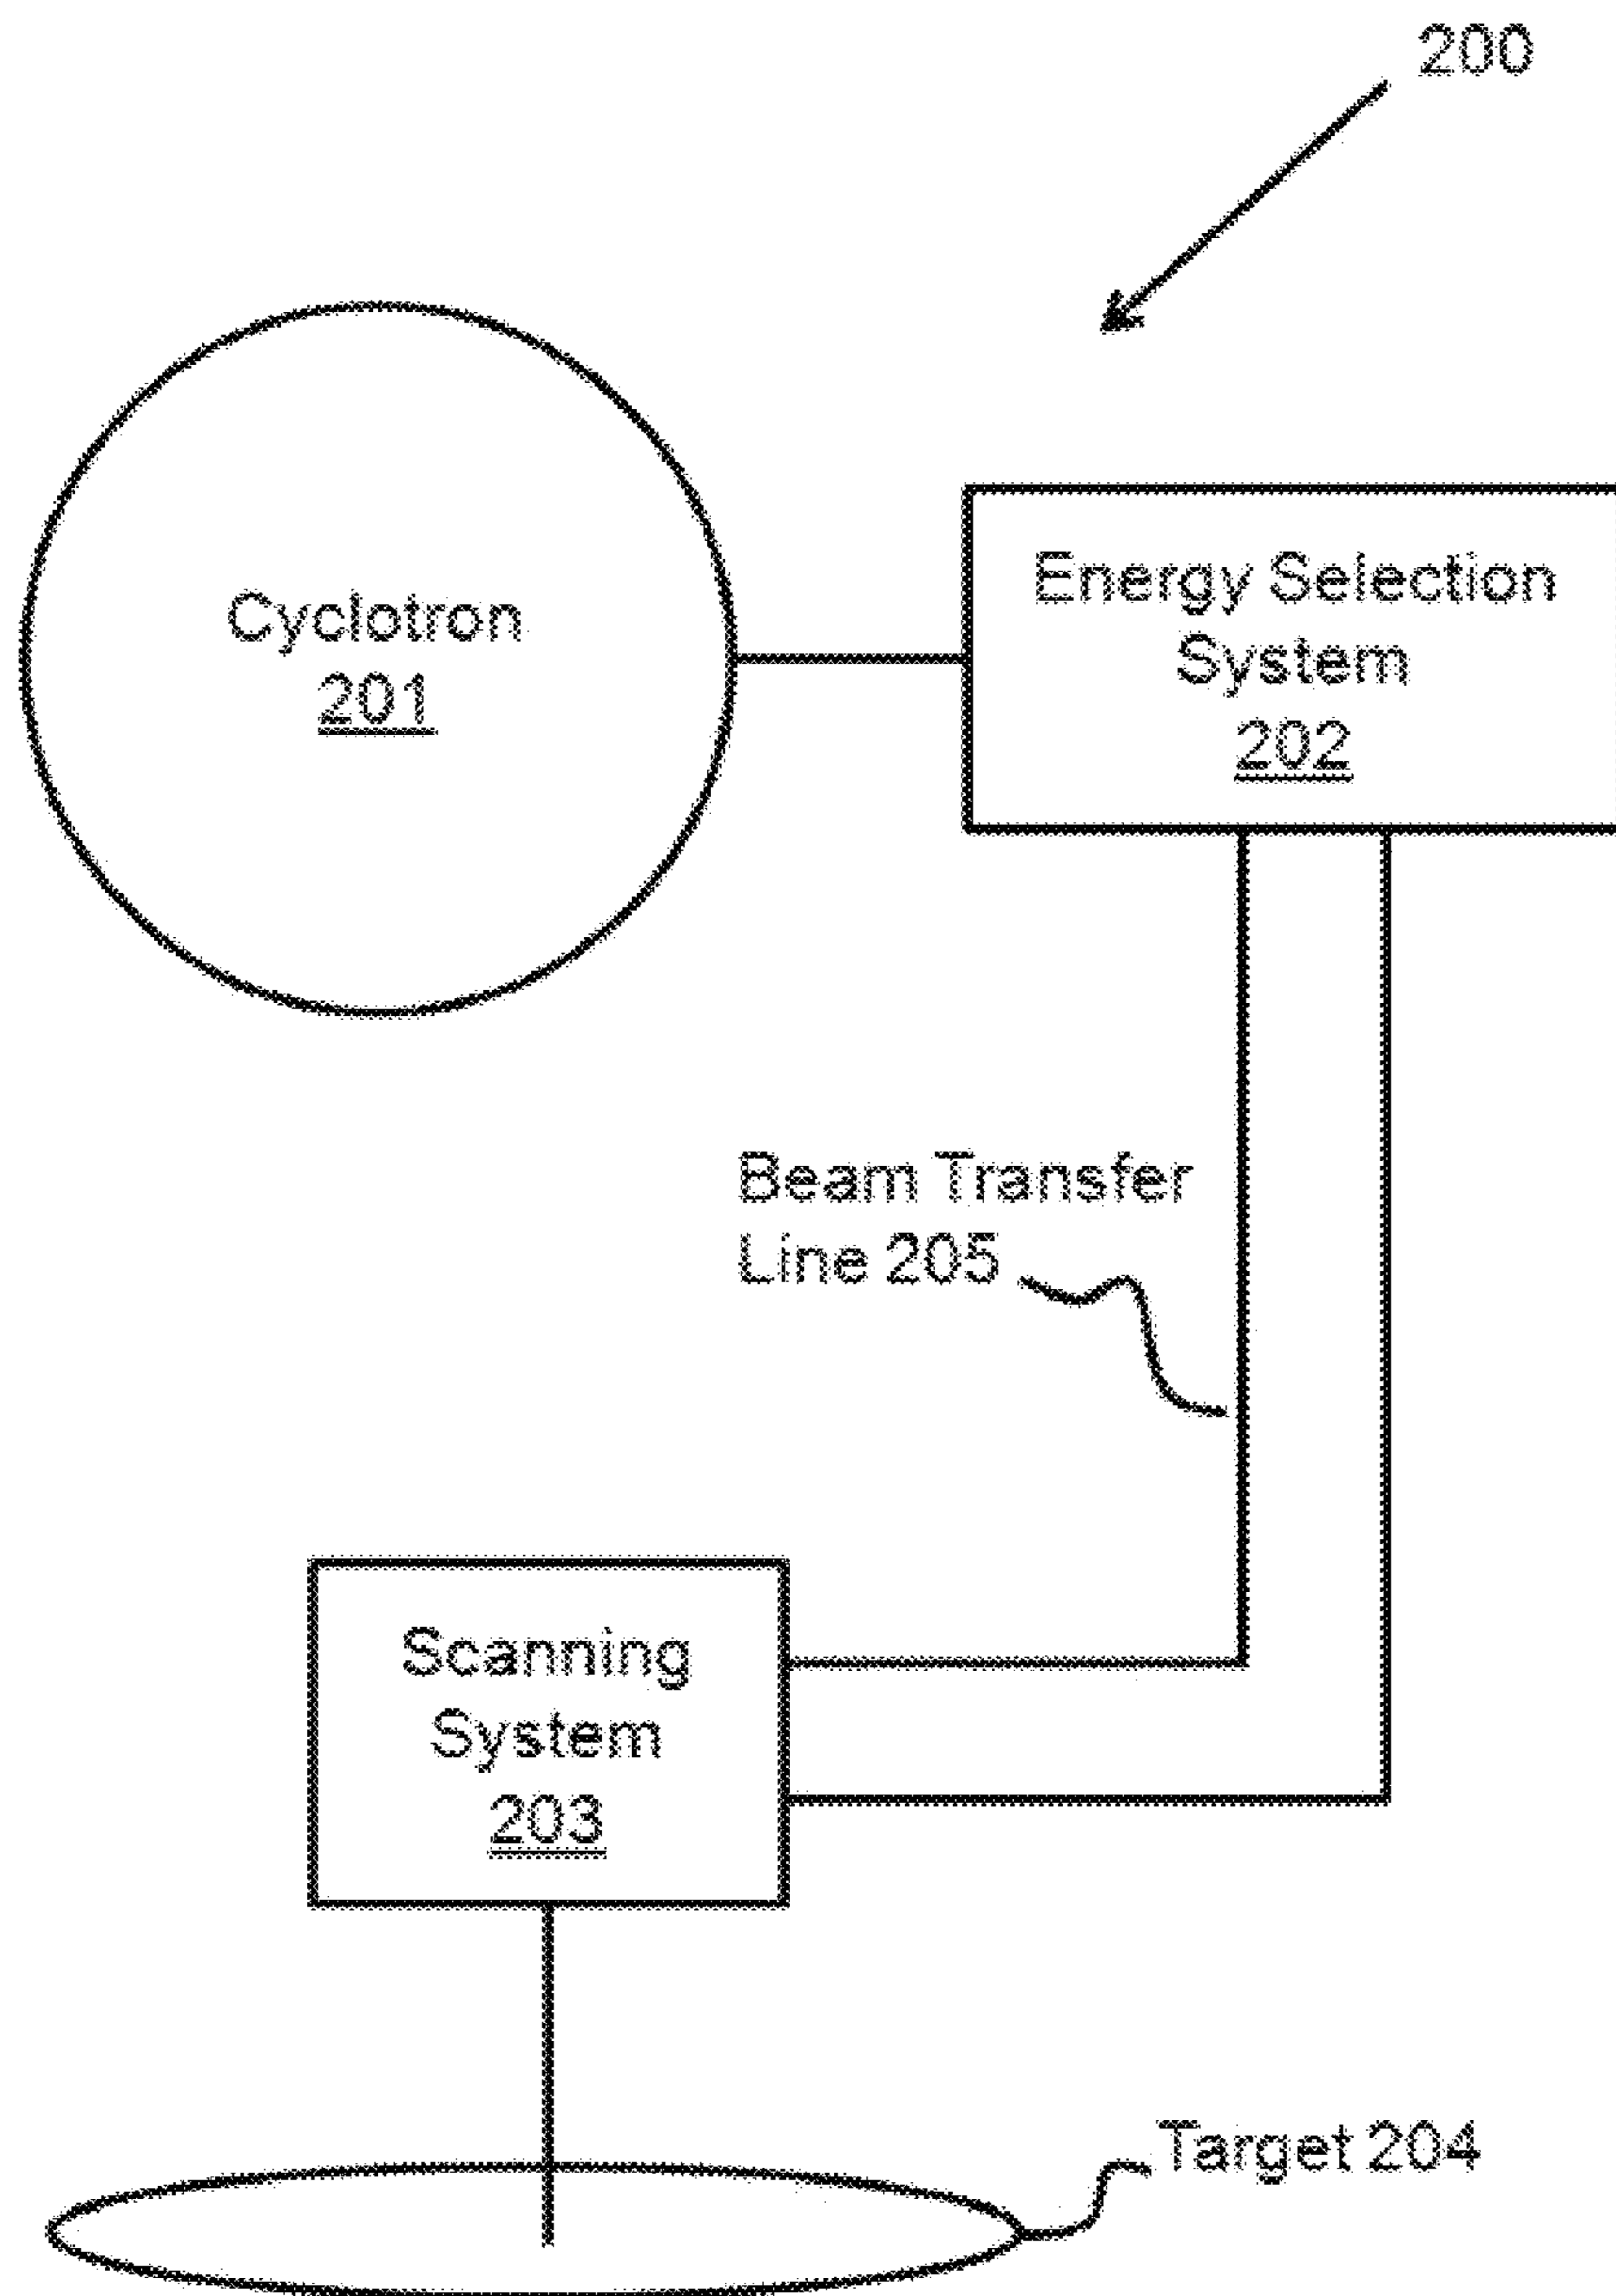 200
Cyclotron
201
Energy Selection
System
202
Beam Transfer
Line 205
Scanning
System
203
Target 204